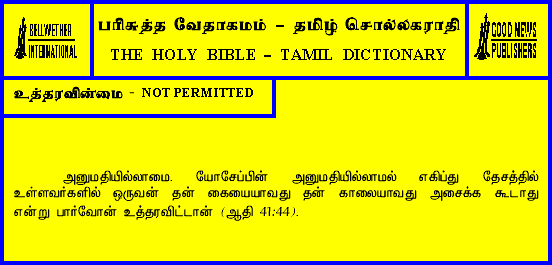 BELLWETHER
INTERNATIONAL
பரிசுத்த வேதாகமம் – தமிழ் சொல்லகராதி
THE HOLY BIBLE – TAMIL DICTIONARY
GOOD NEWS
PUBLISHERS
உத்தரவின்மை - NOT PERMITTED
அனுமதியில்லாமை. யோசேப்பின் அனுமதியில்லாமல் எகிப்து தேசத்தில்
உள்ளவர்களில் ஒருவன் தன் கையையாவது தன் காலையாவது அசைக்க கூடாது
என்று பார்வோன் உத்தரவிட்டான் (ஆதி 41:44).